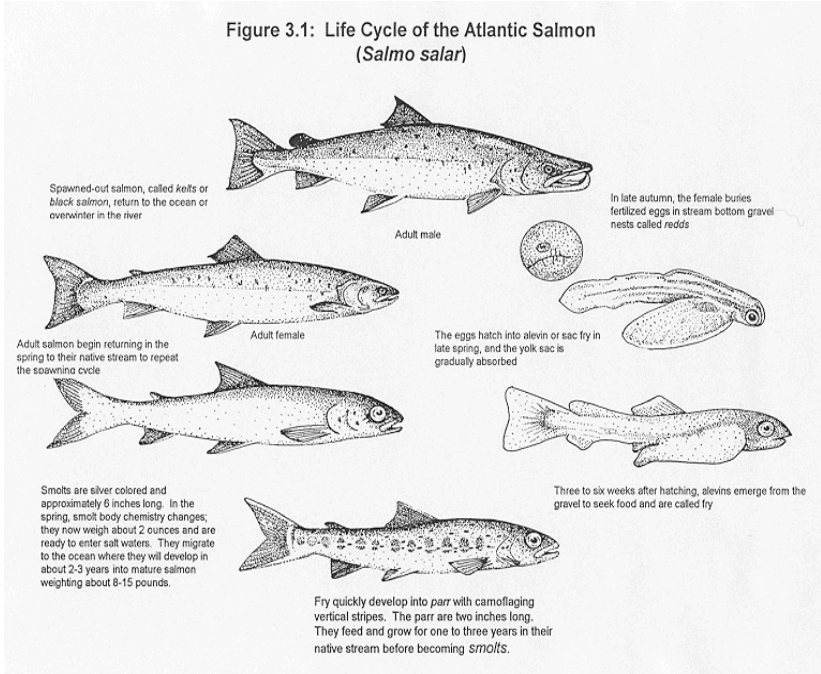 Figure 3.1: Life Cycle of the Atlantic Salmon
(Salmo salar)
Spawned-out salmon, called kelts or
black salmon, return to the ocean or
overwinter in the river
Adult male
In late autumn, the female buries
fertilized eggs in stream bottom gravel
nests called redds
Adult female
Adult salmon begin returning in the
spring to their native stream to repeat
the spawning cycle
The eggs hatch into alevin or sac fry in
late spring, and the yolk sac is
gradually absorbed
Smolts are silver colored and
approximately 6 inches long. In the
spring, smolt body chemistry changes;
they now weigh about 2 ounces and are
ready to enter salt waters. They migrate
to the ocean where they will develop in
about 2-3 years into mature salmon
weighting about 8-15 pounds.
Three to six weeks after hatching, alevins emerge from the
gravel to seek food and are called fry
Fry quickly develop into parr with camoflaging
vertical stripes. The parr are two inches long.
They feed and grow for one to three years in their
native stream before becoming smolts.